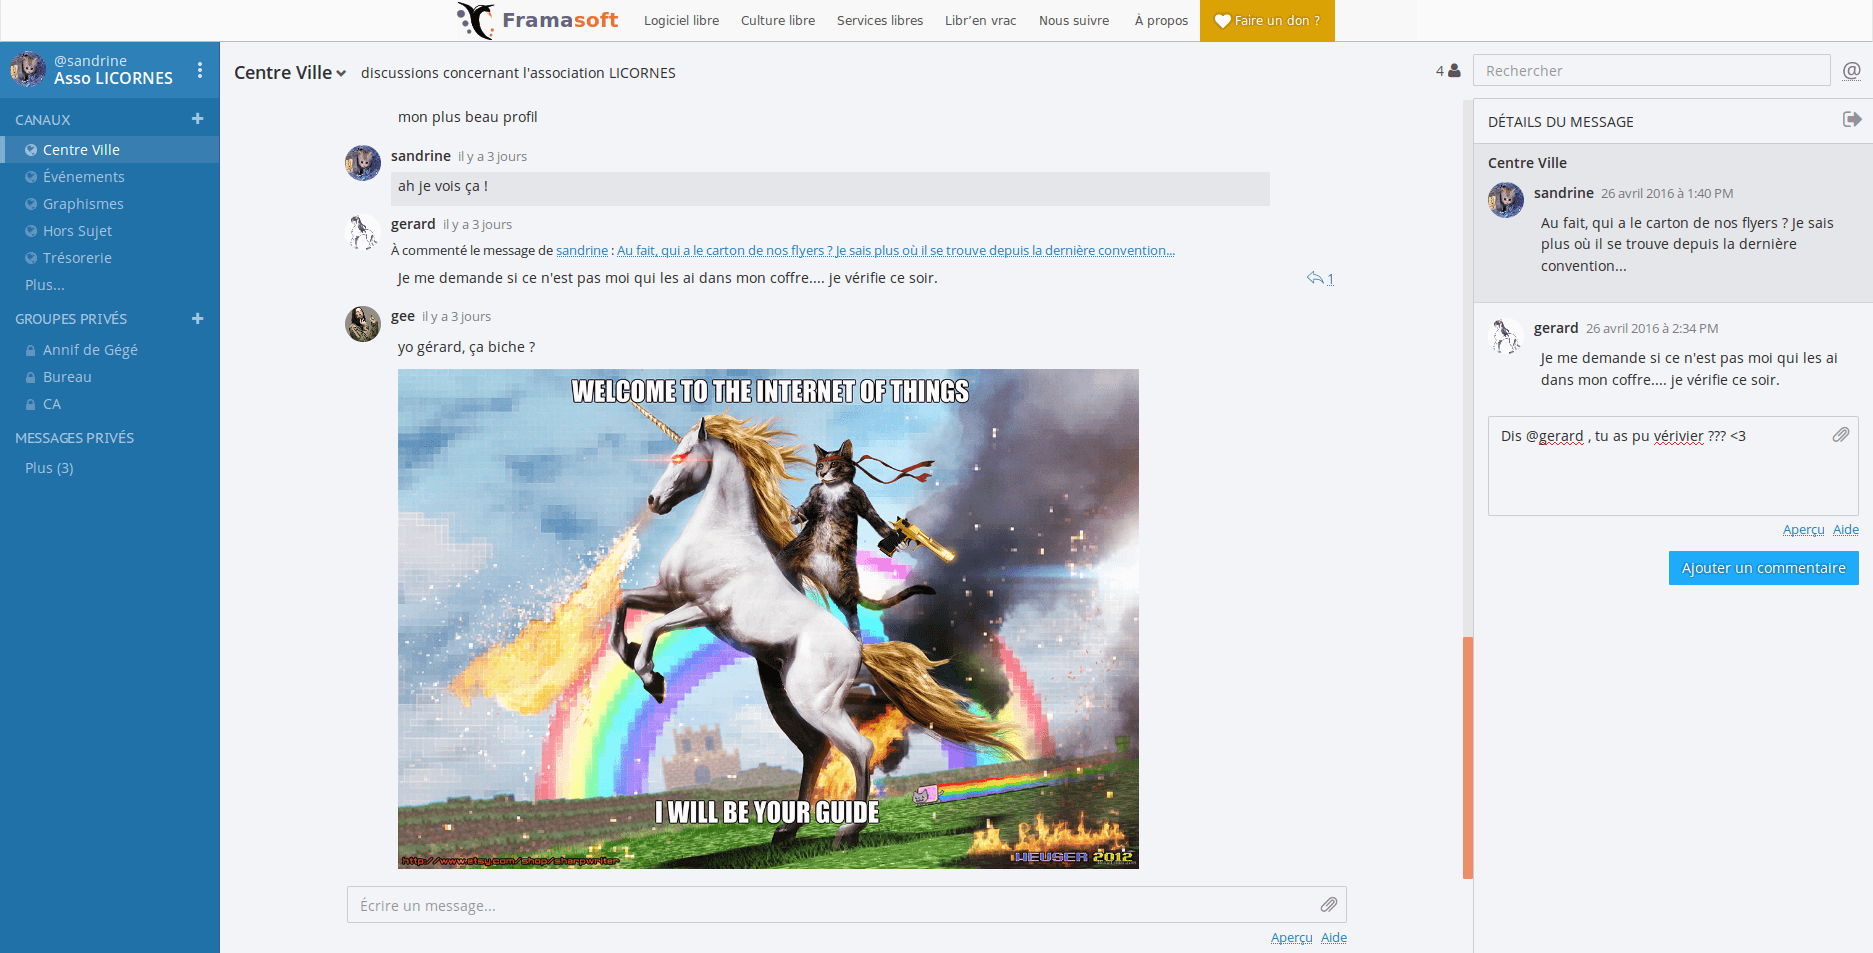 Framasoft
Logiciel libre
Culture libre
Services libres
Libr’en vrac
Nous suivre
À propos
Faire un don ?
@sandrine
Asso LICORNES
CANAUX
Centre Ville
Événements
Graphismes
Hors Sujet
Trésorerie
Plus...
GROUPES PRIVÉS
Annif de Gégé
Bureau
CA
MESSAGES PRIVÉS
Plus (3)
Centre Ville
discussions concernant l'association LICORNES
4
mon plus beau profil
sandrine il y a 3 jours
ah je vois ça !
gerard il y a 3 jours
À commenté le message de sandrine : Au fait, qui a le carton de nos flyers ? Je sais plus où il se trouve depuis la dernière convention...
Je me demande si ce n'est pas moi qui les ai dans mon coffre.... je vérifie ce soir.
1
gee il y a 3 jours
yo gérard, ça biche ?
WELCOME TO THE INTERNET OF THINGS
I WILL BE YOUR GUIDE
http://www.etsy.com/shop/sharpwriter
HEUSER 2012
Écrire un message...
Aperçu Aide
Rechercher
@
DÉTAILS DU MESSAGE
Centre Ville
sandrine 26 avril 2016 à 1:40 PM
Au fait, qui a le carton de nos flyers ? Je sais
plus où il se trouve depuis la dernière
convention...
gerard 26 avril 2016 à 2:34 PM
Je me demande si ce n'est pas moi qui les ai
dans mon coffre.... je vérifie ce soir.
Dis @gerard , tu as pu vérivier ??? <3
Aperçu Aide
Ajouter un commentaire